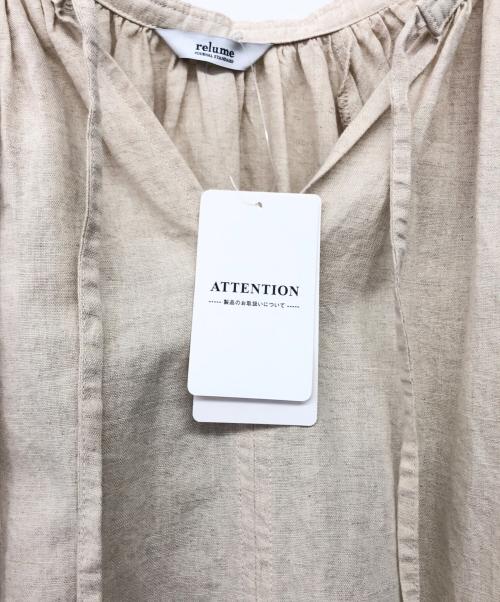 relume
JOURNAL STANDARD
ATTENTION
----- 製品のお取扱いについて -----